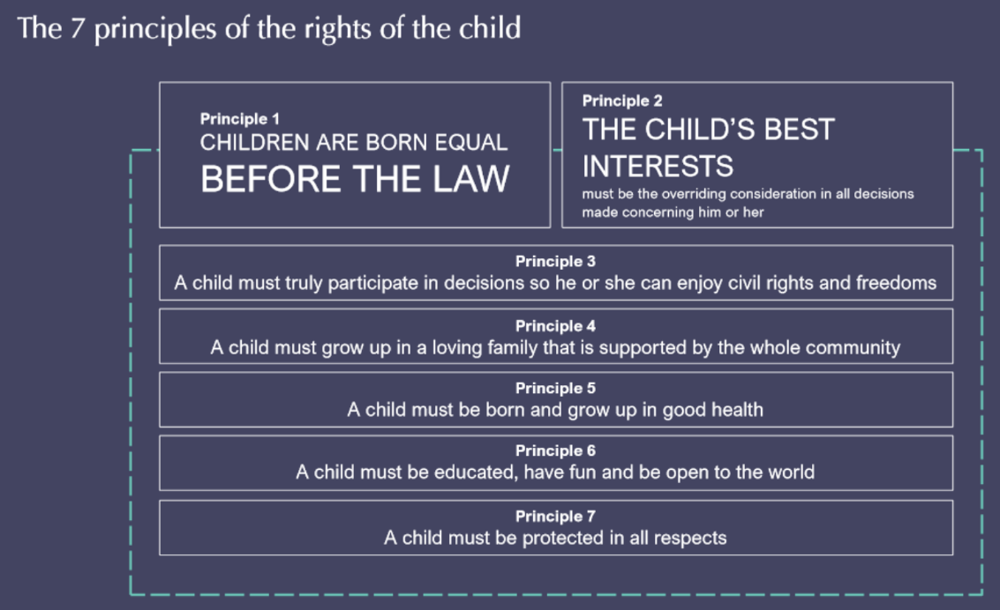 The 7 principles of the rights of the child
Principle 1
CHILDREN ARE BORN EQUAL
BEFORE THE LAW
Principle 2
THE CHILD’S BEST
INTERESTS
must be the overriding consideration in all decisions
made concerning him or her
Principle 3
A child must truly participate in decisions so he or she can enjoy civil rights and freedoms
Principle 4
A child must grow up in a loving family that is supported by the whole community
Principle 5
A child must be born and grow up in good health
Principle 6
A child must be educated, have fun and be open to the world
Principle 7
A child must be protected in all respects